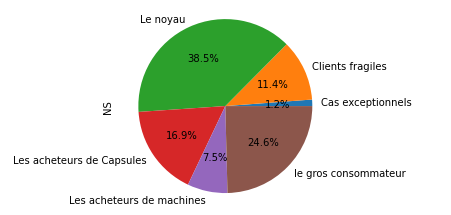 Le noyau
38.5%
Clients fragiles
11.4%
Cas exceptionnels
1.2%
NS
16.9%
24.6%
7.5%
Les acheteurs de Capsules
le gros consommateur
Les acheteurs de machines